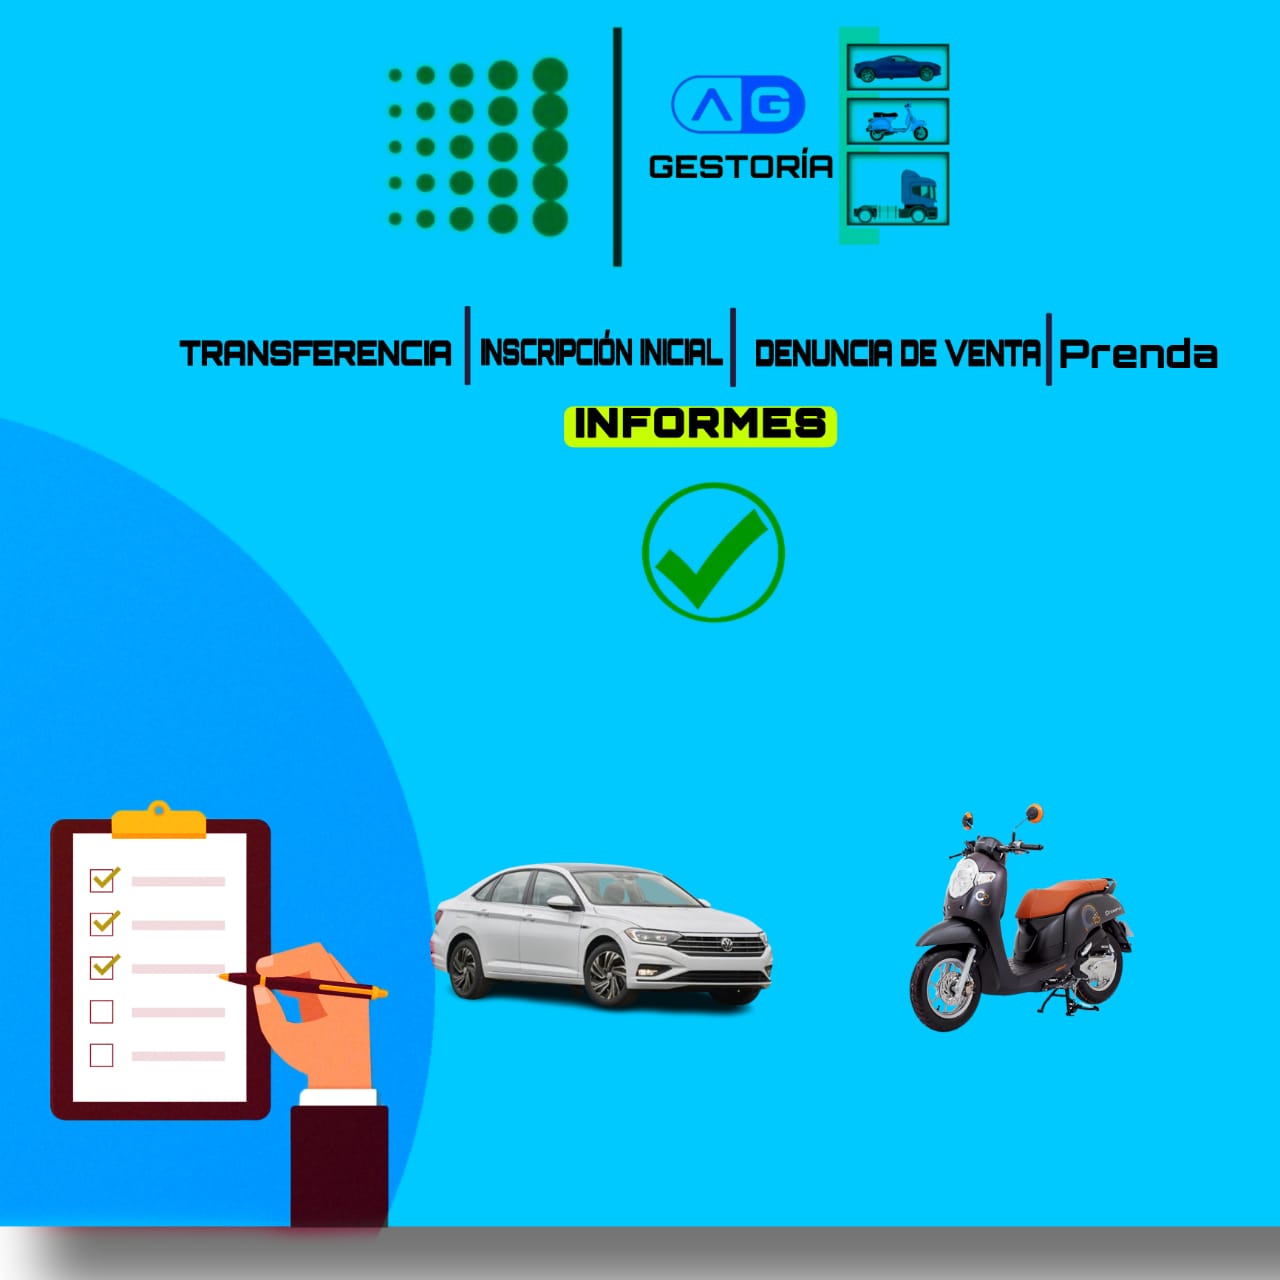 AG
GESTORÍA
TRANSFERENCIA | INSCRIPCIÓN INICIAL | DENUNCIA DE VENTA | Prenda
INFORMES